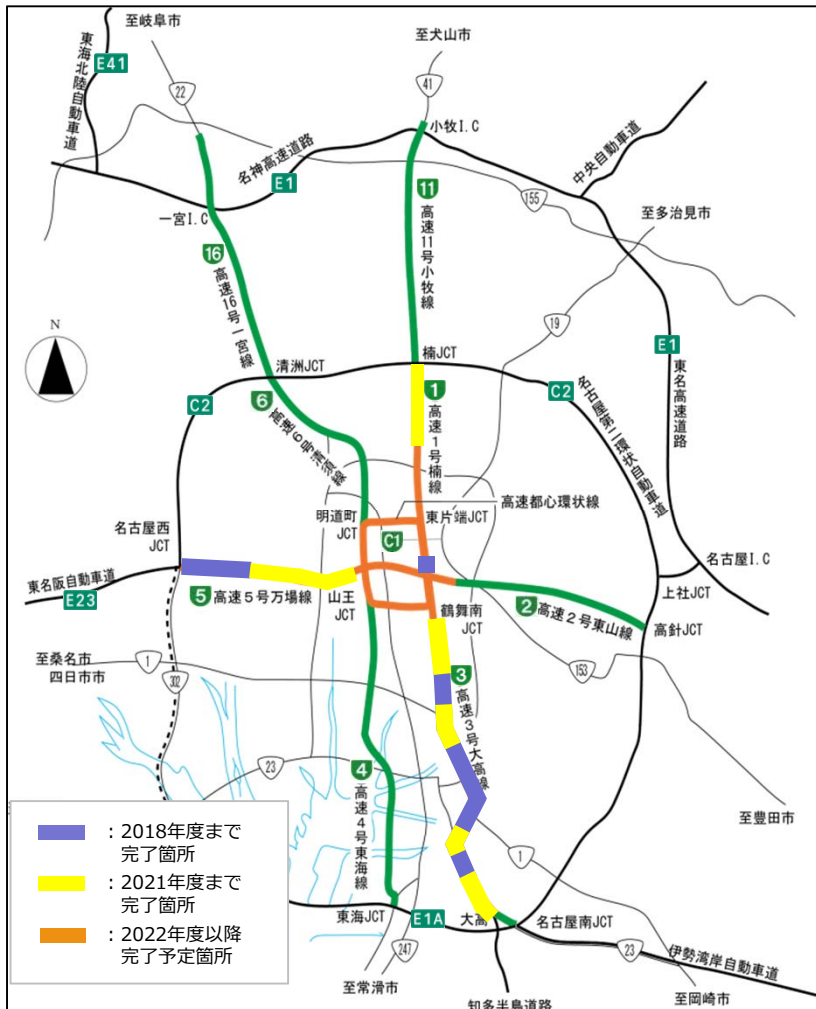 至岐阜市
至犬山市
東海北陸自動車道
E41
22
41
小牧I.C
名神高速道路
E1
中央自動車道
11
高速11号小牧線
155
至多治見市
一宮I.C
16
高速16号一宮線
19
N
清洲JCT
楠JCT
E1
東名高速道路
C2
6
高速6号清須線
1
高速1号楠線
C2
名古屋第二環状自動車道
高速都心環状線
明道町
JCT
東片端JCT
C1
名古屋西
JCT
名古屋I.C
東名阪自動車道
E23
5
高速5号万場線
山王
JCT
鶴舞南
JCT
2
高速2号東山線
上社JCT
高針JCT
至桑名市
四日市市
1
302
3
高速3号大高線
153
23
4
高速4号東海線
至豊田市
1
:2018年度まで
完了箇所
:2021年度まで
完了箇所
:2022年度以降
完了予定箇所
東海JCT
E1A
大高
名古屋南JCT
247
23
伊勢湾岸自動車道
至常滑市
知多半島道路
至岡崎市